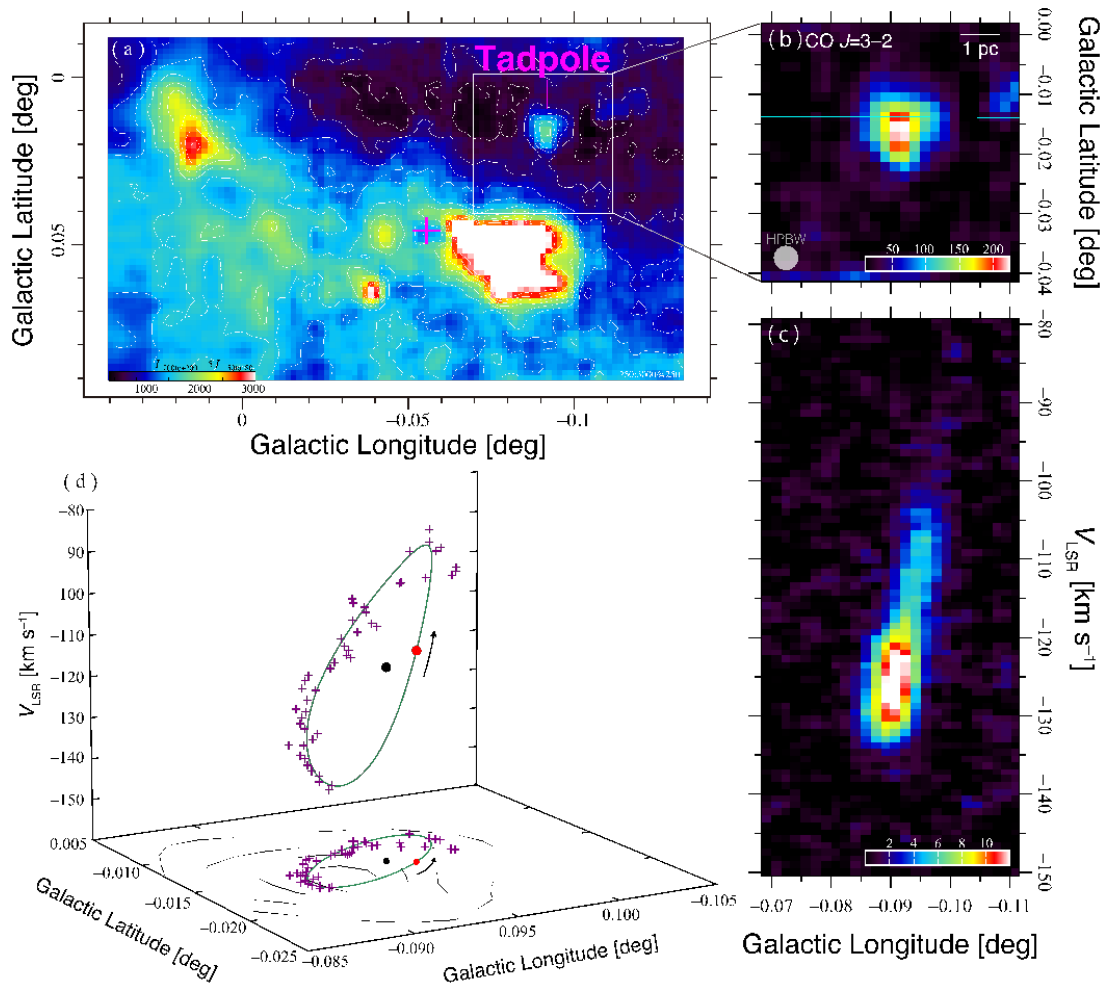 (a)
Tadpole
0
0.05
Galactic Latitude [deg]
1000 2000 3000
0 −0.05 −0.1
Galactic Longitude [deg]
(b) CO J=3–2
1 pc
HPBW
50 100 150 200
0.00
−0.01
−0.02
−0.03
−0.04
Galactic Latitude [deg]
(c)
−80
−90
−100
−110
−120
−130
−140
−150
V LSR [km s−1]
2 4 6 8 10
−0.07 −0.08 −0.09 −0.10 −0.11
Galactic Longitude [deg]
(d)
−80
−90
90
100
−110
−120
−130
−140
−150
V LSR [km s−1]
0.005
−0.010
−0.015
−0.020
−0.025
Galactic Latitude [deg]
−0.085
−0.090
0.095
0.100
−0.105
Galactic Longitude [deg]